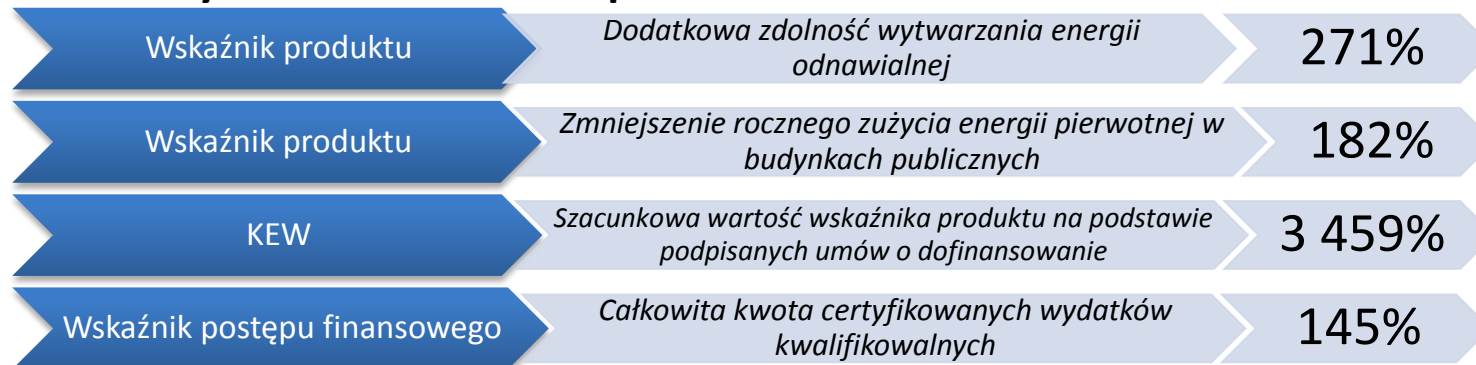 Wskaźnik produktu
Dodatkowa zdolność wytwarzania energii
odnawialnej
271%
Wskaźnik produktu
Zmniejszenie rocznego zużycia energii pierwotnej w
budynkach publicznych
182%
KEW
Szacunkowa wartość wskaźnika produktu na podstawie
podpisanych umów o dofinansowanie
3 459%
Wskaźnik postępu finansowego
Całkowita kwota certyfikowanych wydatków
kwalifikowalnych
145%